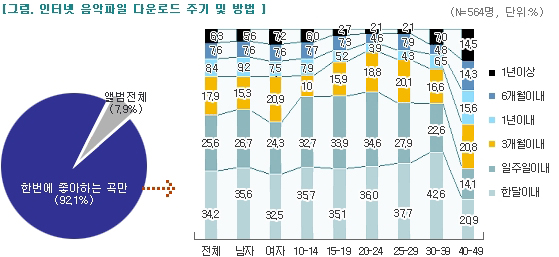 [그림. 인터넷 음악파일 다운로드 주기 및 방법 ]
(N=564명, 단위:%)
앨범전체
(7.9%)
한번에 좋아하는 곡만
(92.1%)
6.3 5.6 7.2 6.0 2.7 2.1 2.1 7.0 14.5
7.6 7.6 7.6 7.7 7.3 5.2 4.3 4.8 14.3
8.4 9.2 7.5 7.9 7.7 3.9 4.9 6.5 15.6
17.9 15.3 20.9 10 15.9 18.8 20.1 16.6 20.8
25.6 26.7 24.3 32.7 33.9 34.6 27.9 22.6 14.1
34.2 35.6 32.5 35.7 35.1 36.0 37.7 42.6 20.9
전체 남자 여자 10-14 15-19 20-24 25-29 30-39 40-49
1년이상
6개월이내
1년이내
3개월이내
일주일이내
한달이내